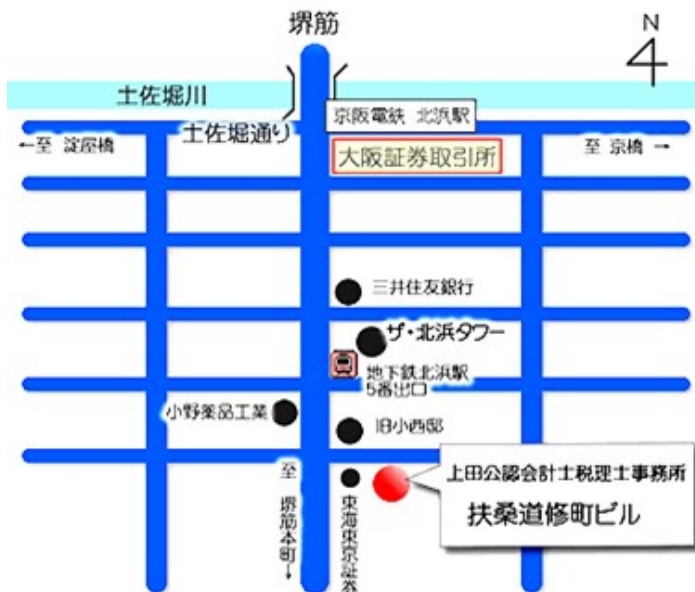 堺筋
N
土佐堀川
京阪電鉄 北浜駅
土佐堀通り
←至 淀屋橋
大阪証券取引所
至 京橋 →
三井住友銀行
ザ・北浜タワー
地下鉄北浜駅
5番出口
小野薬品工業
旧小西邸
上田公認会計士税理士事務所
扶桑道修町ビル
至 堺筋本町→
東海東京証券